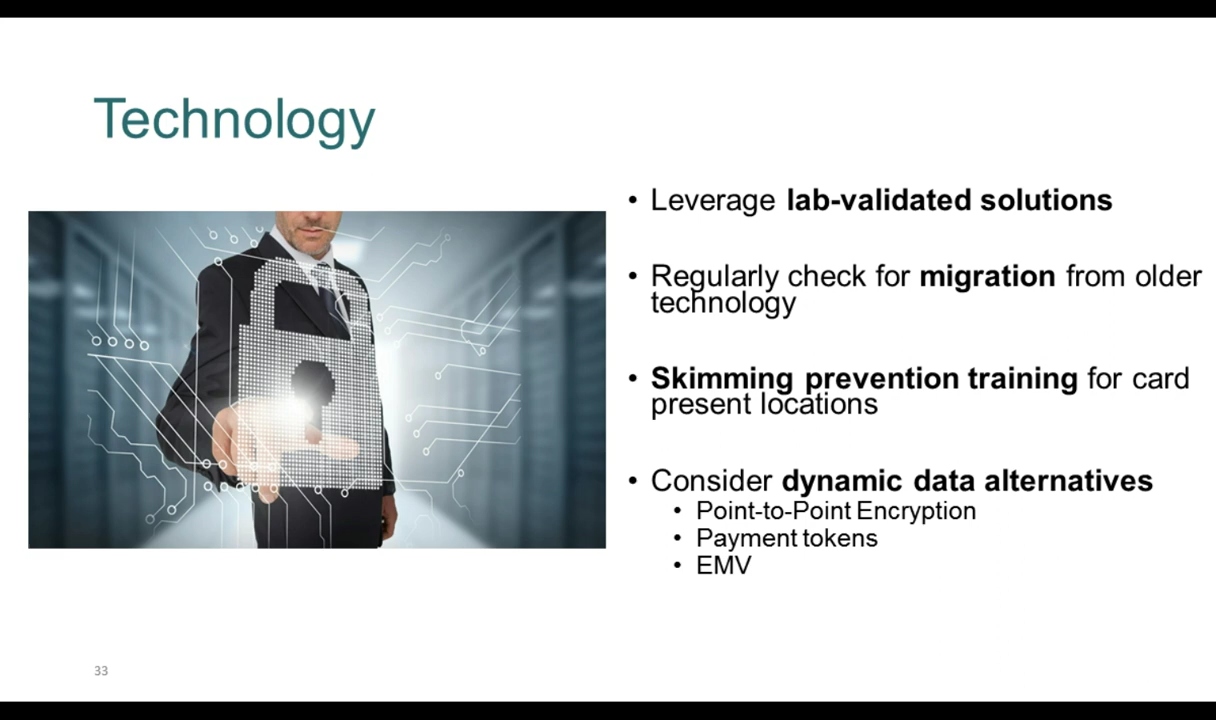 Technology
• Leverage lab-validated solutions
• Regularly check for migration from older
technology
• Skimming prevention training for card
present locations
• Consider dynamic data alternatives
• Point-to-Point Encryption
• Payment tokens
• EMV
33